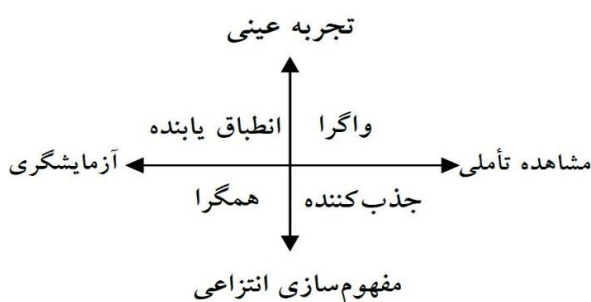 تجربه عینی
واگرا
انطباق یابنده
مشاهده تأملی
آزمایشگری
جذب‌کننده
همگرا
مفهوم‌سازی انتزاعی